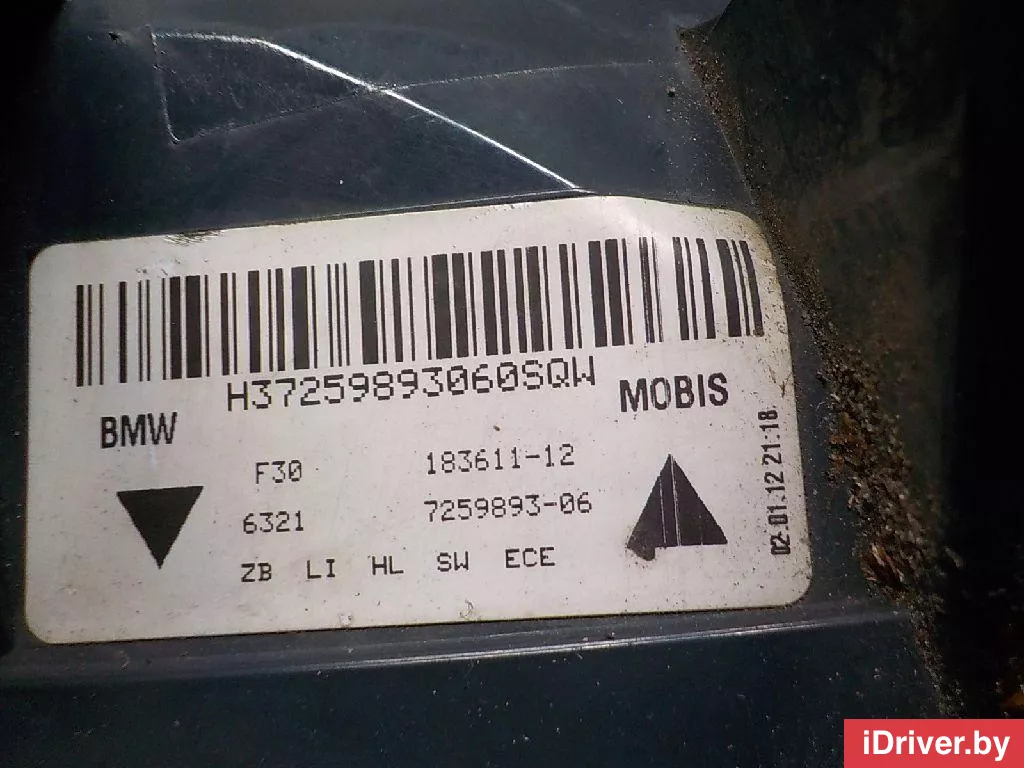 H37259893060SQW
BMW MOBIS
F30 183611-12
6321 7259893-06
ZB LI HL SW ECE
02.01.12 21:18
iDriver.by